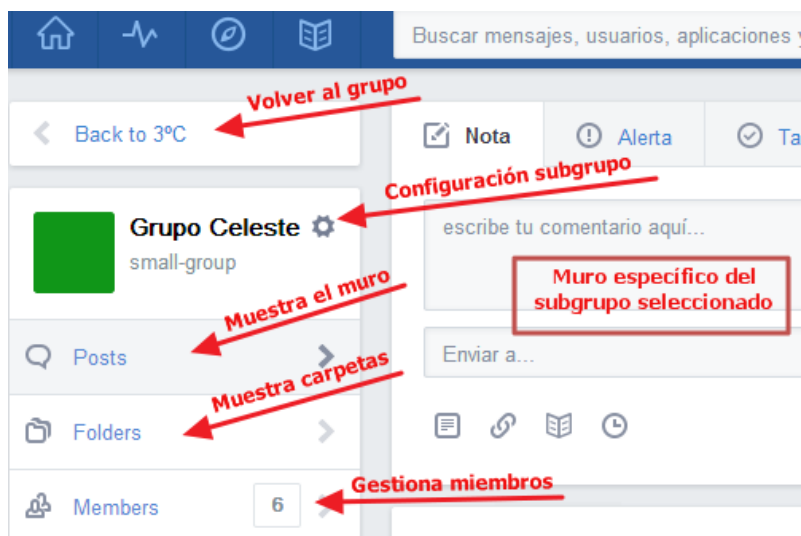 Buscar mensajes, usuarios, aplicaciones y
Volver al grupo
Back to 3ºC
Nota
Alerta
Ta
Configuración subgrupo
Grupo Celeste
small-group
escribe tu comentario aquí...
Muro específico del
subgrupo seleccionado
Muestra el muro
Posts
Enviar a...
Muestra carpetas
Folders
Gestiona miembros
Members
6